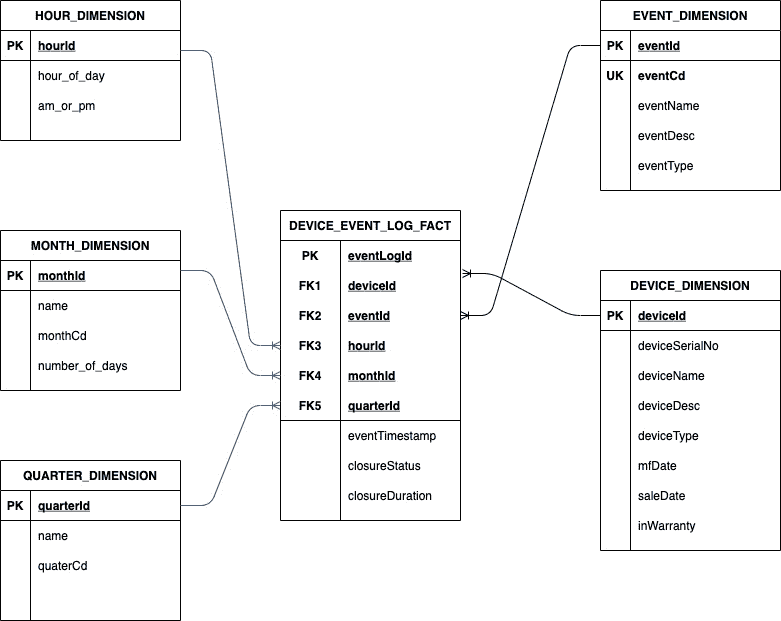 HOUR_DIMENSION
PK hourId
hour_of_day
am_or_pm
MONTH_DIMENSION
PK monthId
name
monthCd
number_of_days
QUARTER_DIMENSION
PK quarterId
name
quaterCd
DEVICE_EVENT_LOG_FACT
PK eventLogId
FK1 deviceId
FK2 eventId
FK3 hourId
FK4 monthId
FK5 quarterId
eventTimestamp
closureStatus
closureDuration
EVENT_DIMENSION
PK eventId
UK eventCd
eventName
eventDesc
eventType
DEVICE_DIMENSION
PK deviceId
deviceSerialNo
deviceName
deviceDesc
deviceType
mfDate
saleDate
inWarranty